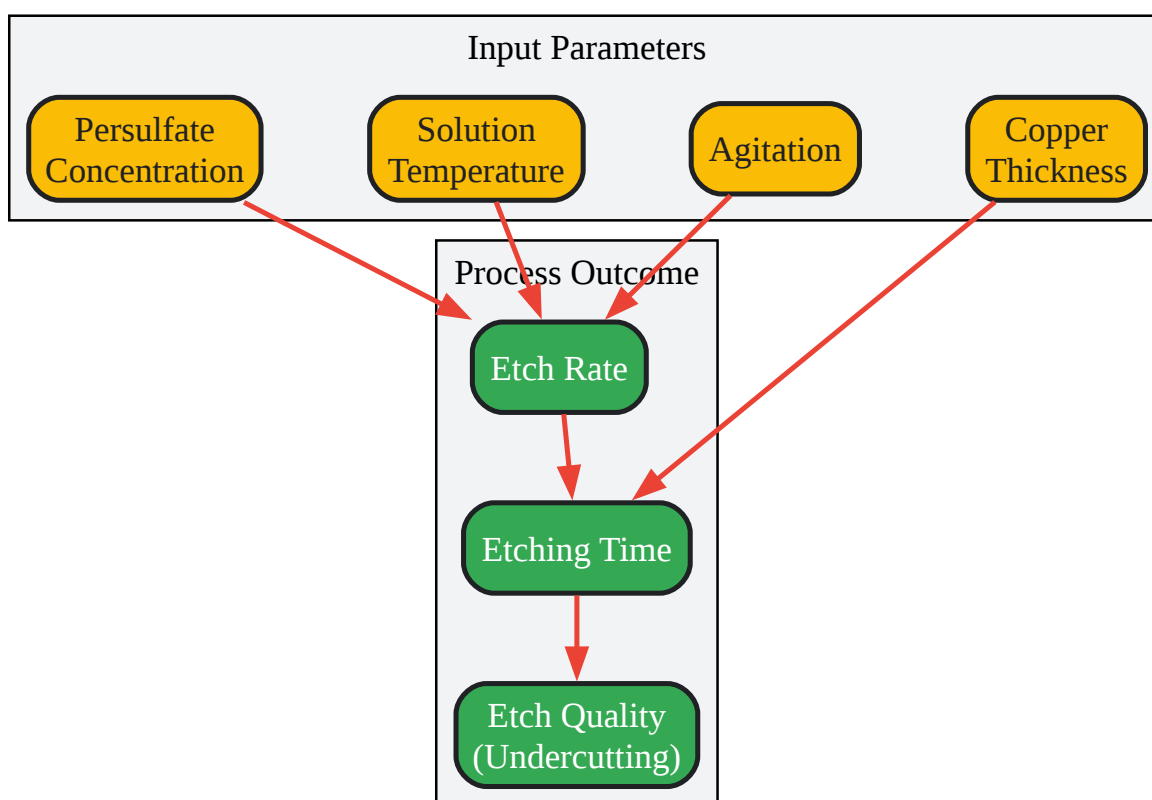 Input Parameters
Persulfate
Concentration
Solution
Temperature
Agitation
Copper
Thickness
Process Outcome
Etch Rate
Etching Time
Etch Quality
(Undercutting)